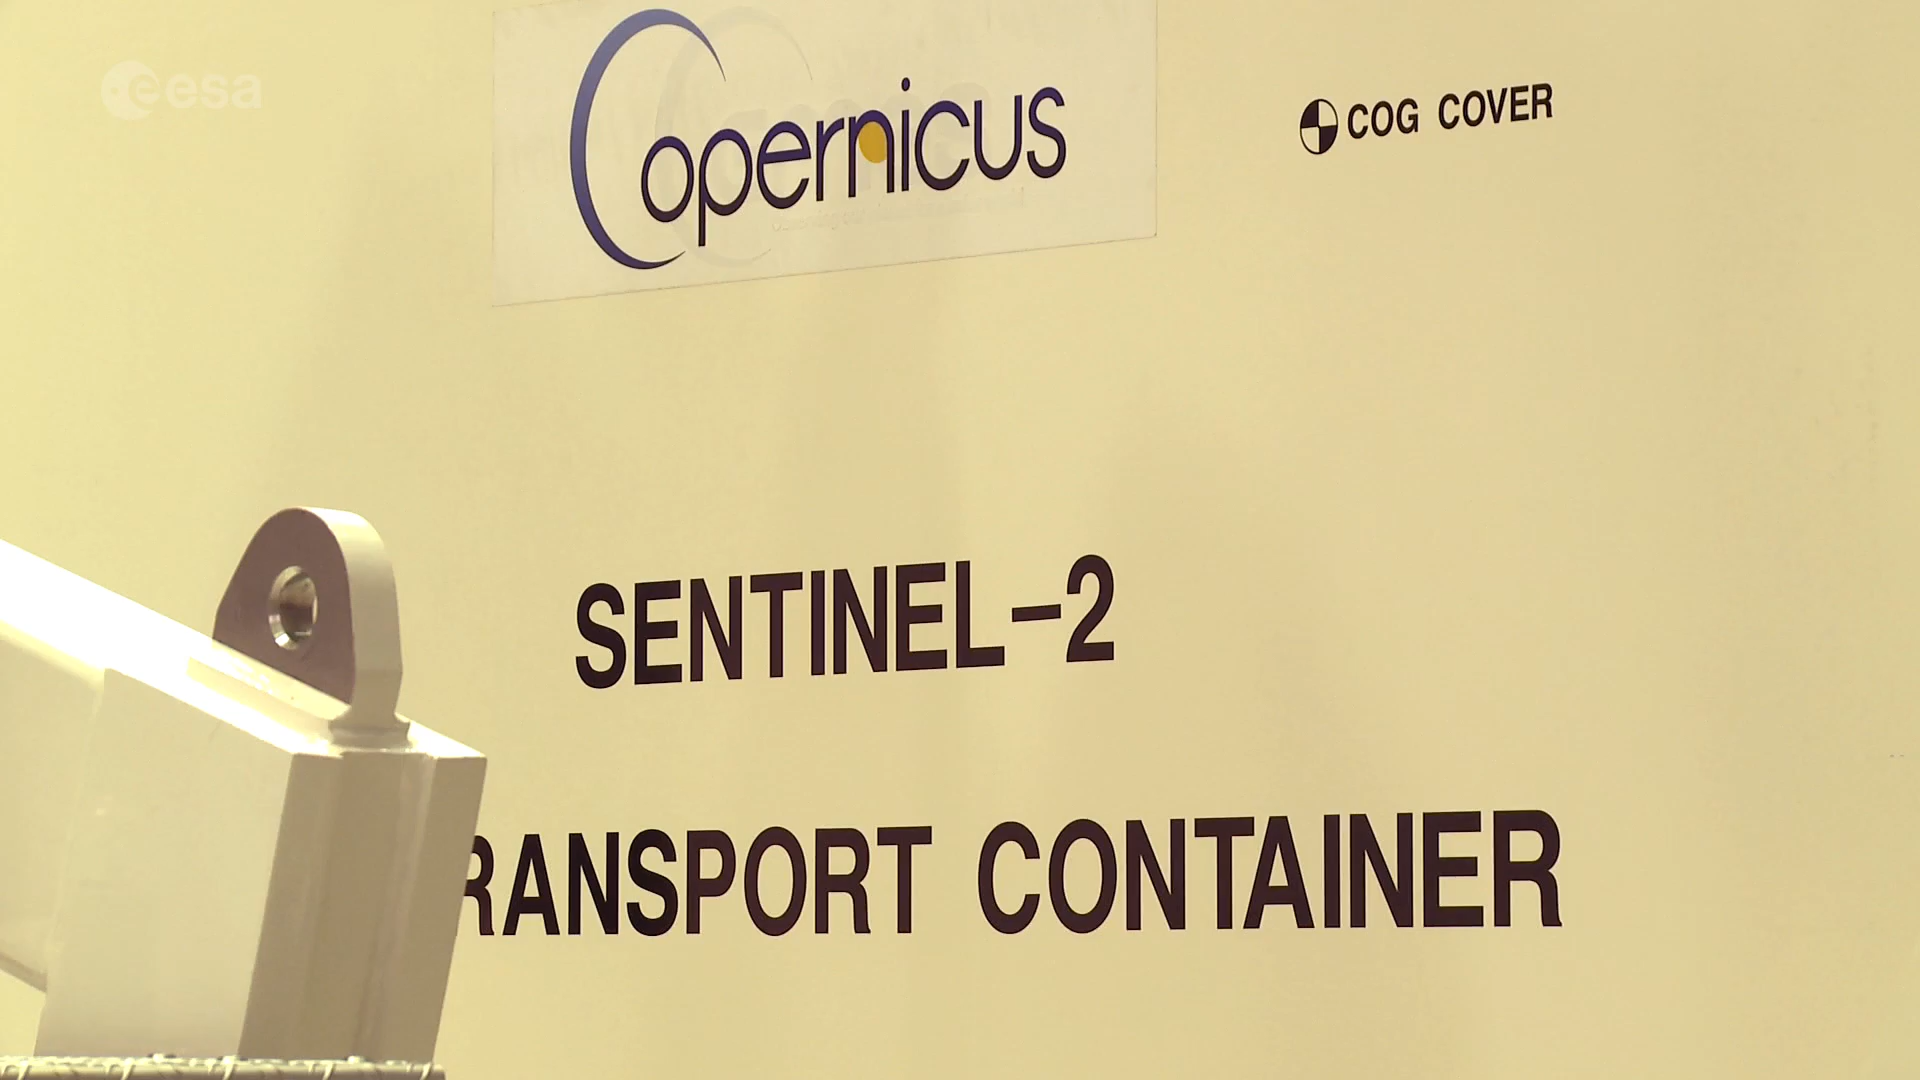 esa
Copernicus
COG COVER
SENTINEL-2
RANSPORT CONTAINER